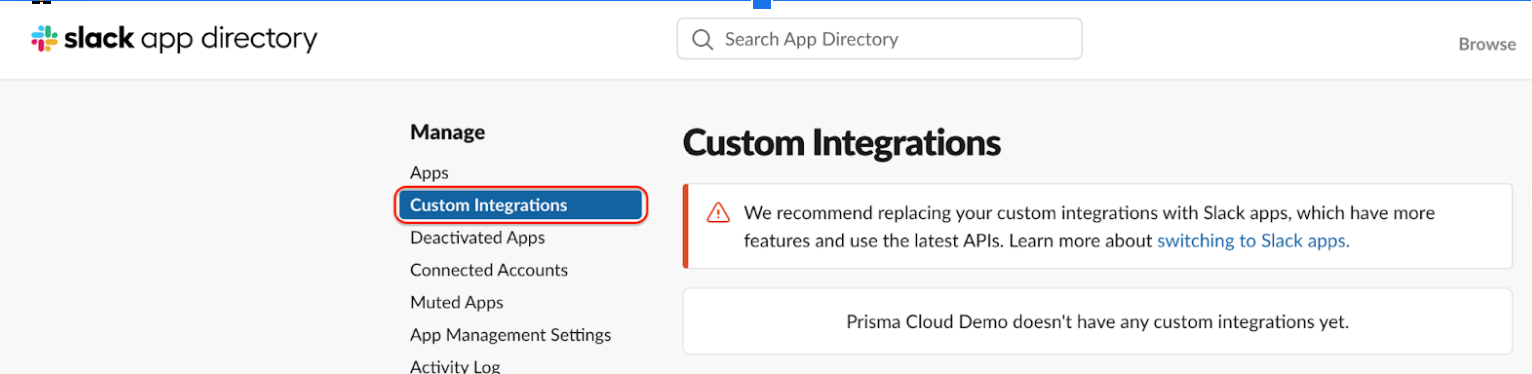 slack app directory
Search App Directory
Browse
Manage
Apps
Custom Integrations
Deactivated Apps
Connected Accounts
Muted Apps
App Management Settings
Activity Log
Custom Integrations
We recommend replacing your custom integrations with Slack apps, which have more
features and use the latest APIs. Learn more about switching to Slack apps.
Prisma Cloud Demo doesn't have any custom integrations yet.